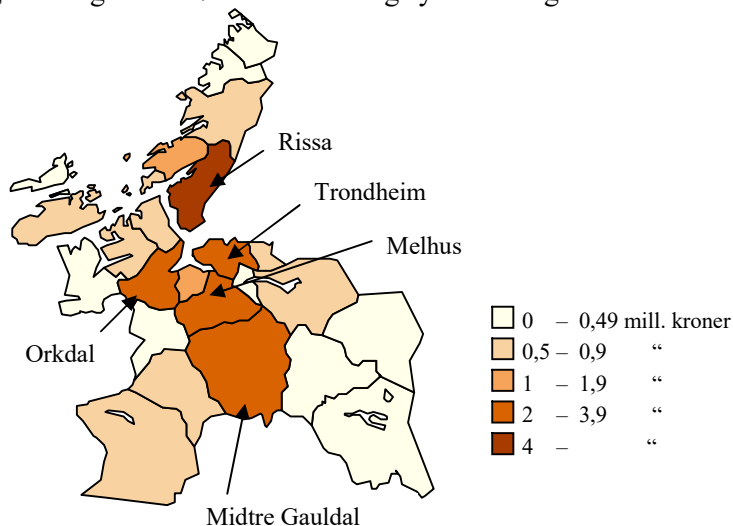 Rissa
Trondheim
Melhus
Orkdal
Midtre Gauldal
0 – 0,49 mill. kroner
0,5 – 0,9 “
1 – 1,9 “
2 – 3,9 “
4 – “